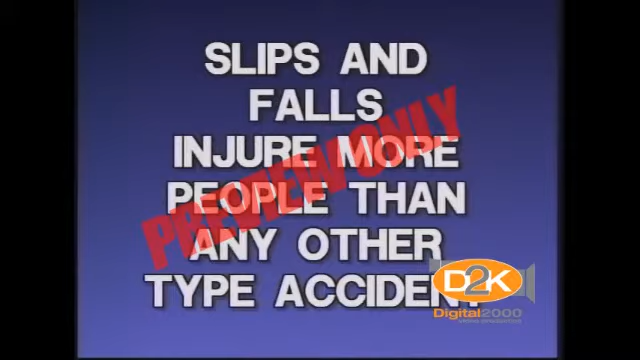 SLIPS AND
FALLS
INJURE MORE
PEOPLE THAN
ANY OTHER
TYPE ACCIDENT
PREVIEW ONLY
D2K
Digital2000